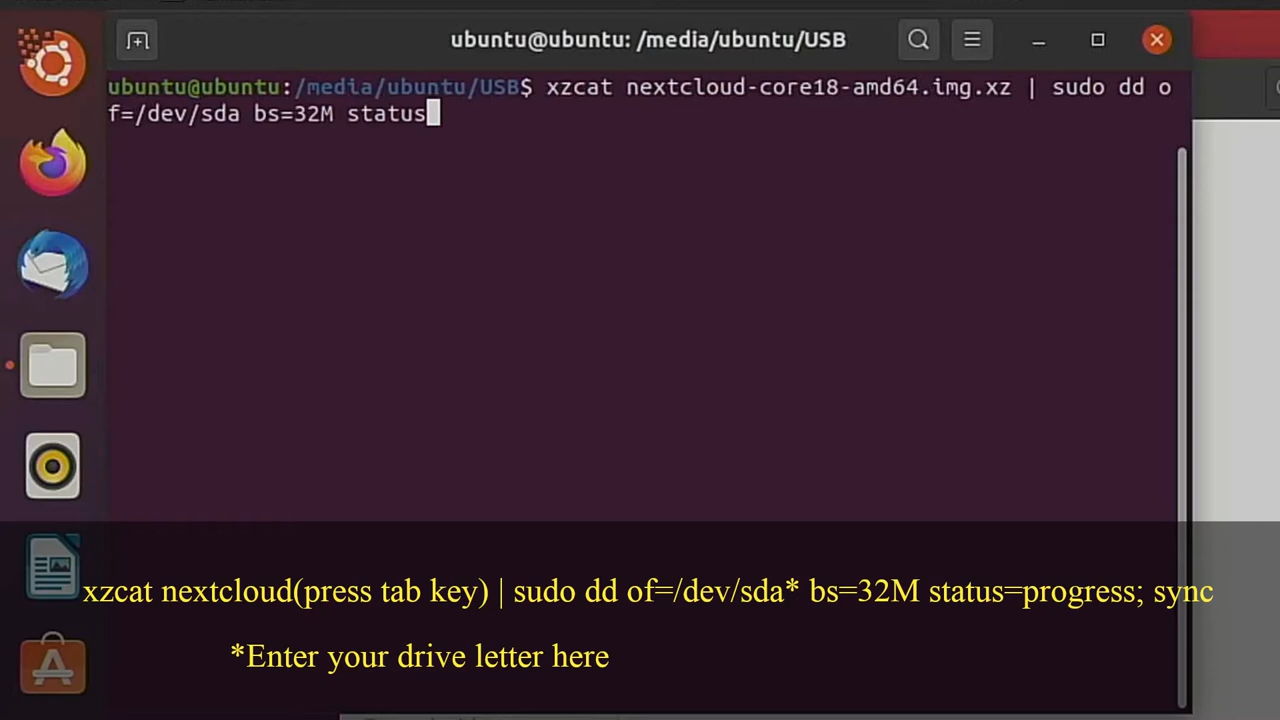 ubuntu@ubuntu: /media/ubuntu/USB
ubuntu@ubuntu:/media/ubuntu/USB$ xzcat nextcloud-core18-amd64.img.xz | sudo dd o
f=/dev/sda bs=32M status
xzcat nextcloud(press tab key) | sudo dd of=/dev/sda* bs=32M status=progress; sync
*Enter your drive letter here